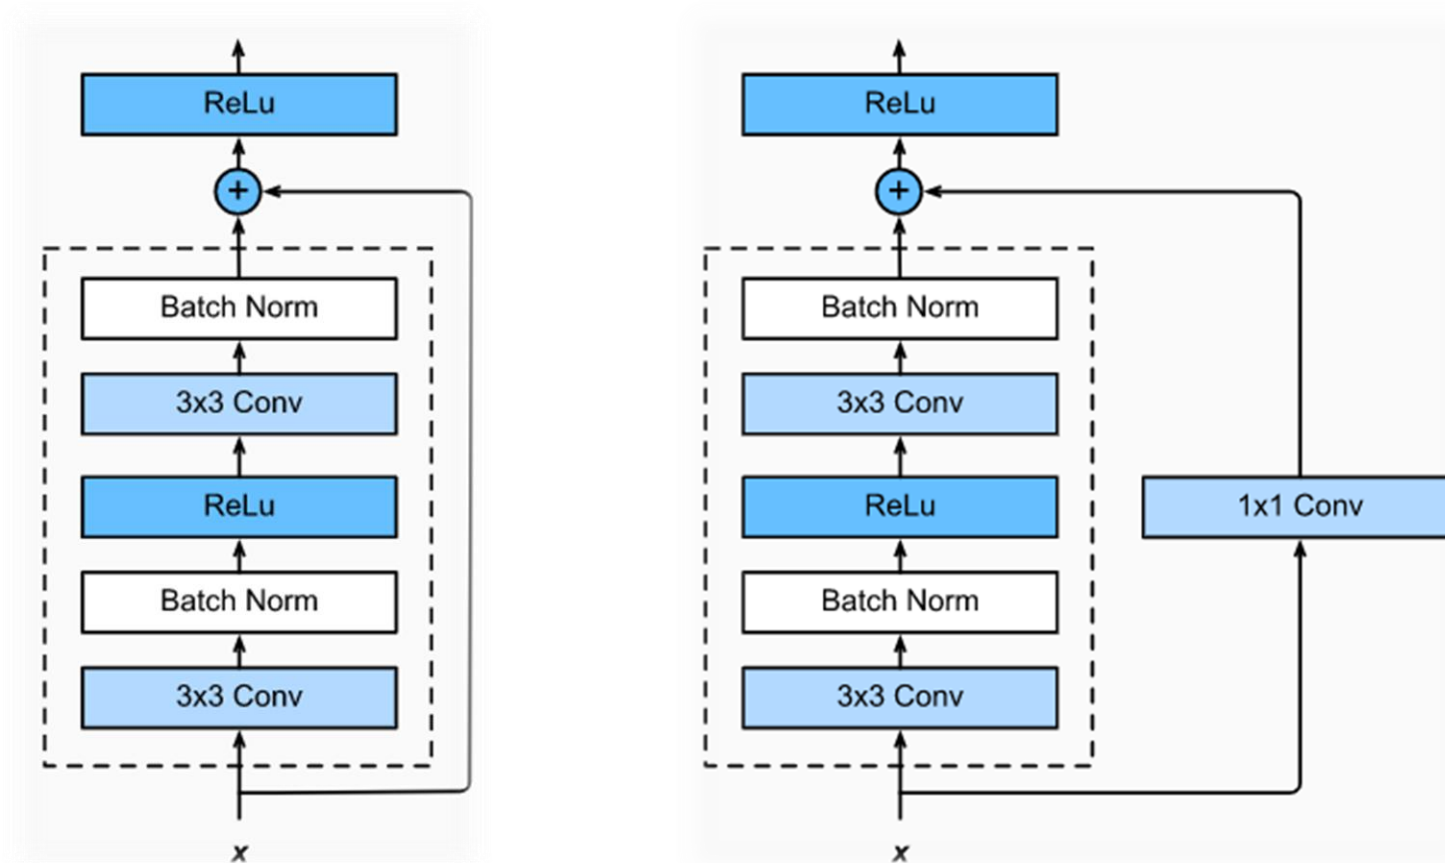 ReLu
+
Batch Norm
3x3 Conv
ReLu
Batch Norm
3x3 Conv
x
ReLu
+
Batch Norm
3x3 Conv
ReLu
Batch Norm
3x3 Conv
x
1x1 Conv